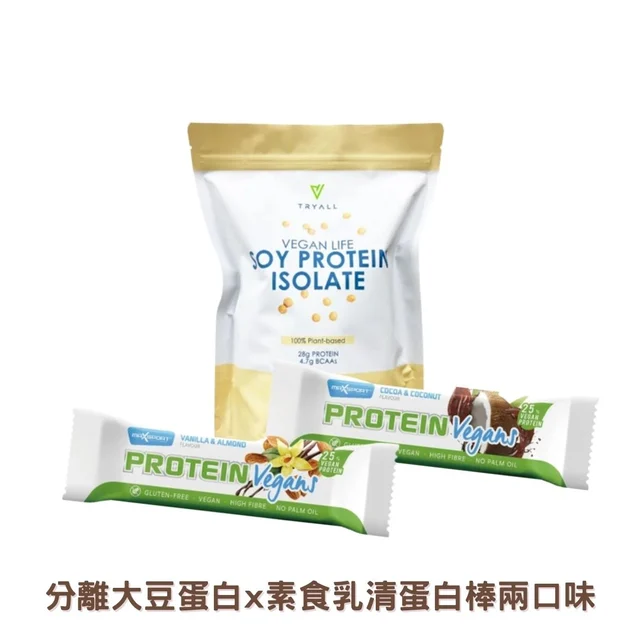 TRYALL
VEGAN LIFE
SOY PROTEIN
ISOLATE
100% Plant-based
28g PROTEIN
4.7g BCAAs
MAXSPORT
COCOA & COCONUT
FLAVOUR
PROTEIN Vegans
25%
VEGAN
PROTEIN
VEGAN · HIGH FIBRE · NO PALM OIL
MAXSPORT
VANILLA & ALMOND
FLAVOUR
PROTEIN Vegans
25%
VEGAN
PROTEIN
GLUTEN-FREE · VEGAN · HIGH FIBRE · NO PALM OIL
分離大豆蛋白x素食乳清蛋白棒兩口味